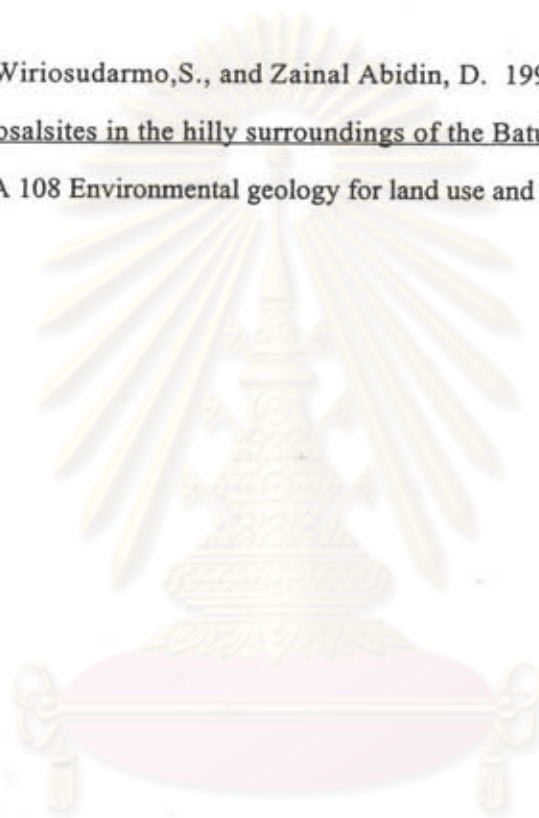 Wiriosudarmo,S., and Zainal Abidin, D. 199
osalsites in the hilly surroundings of the Batu
A 108 Environmental geology for land use and